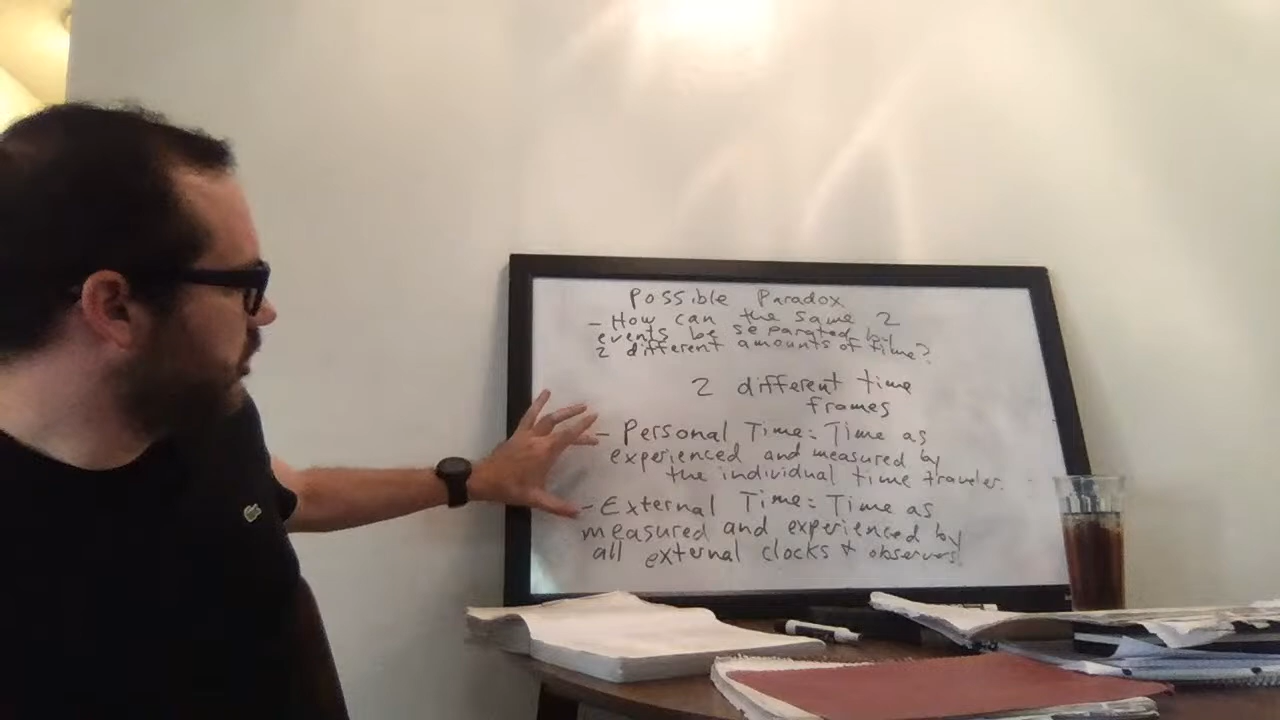 Possible Paradox
- How can the same 2
events be separated by
2 different amounts of time?
2 different time
frames
- Personal Time: Time as
experienced and measured by
the individual time traveler.
- External Time: Time as
measured and experienced by
all external clocks + observers.